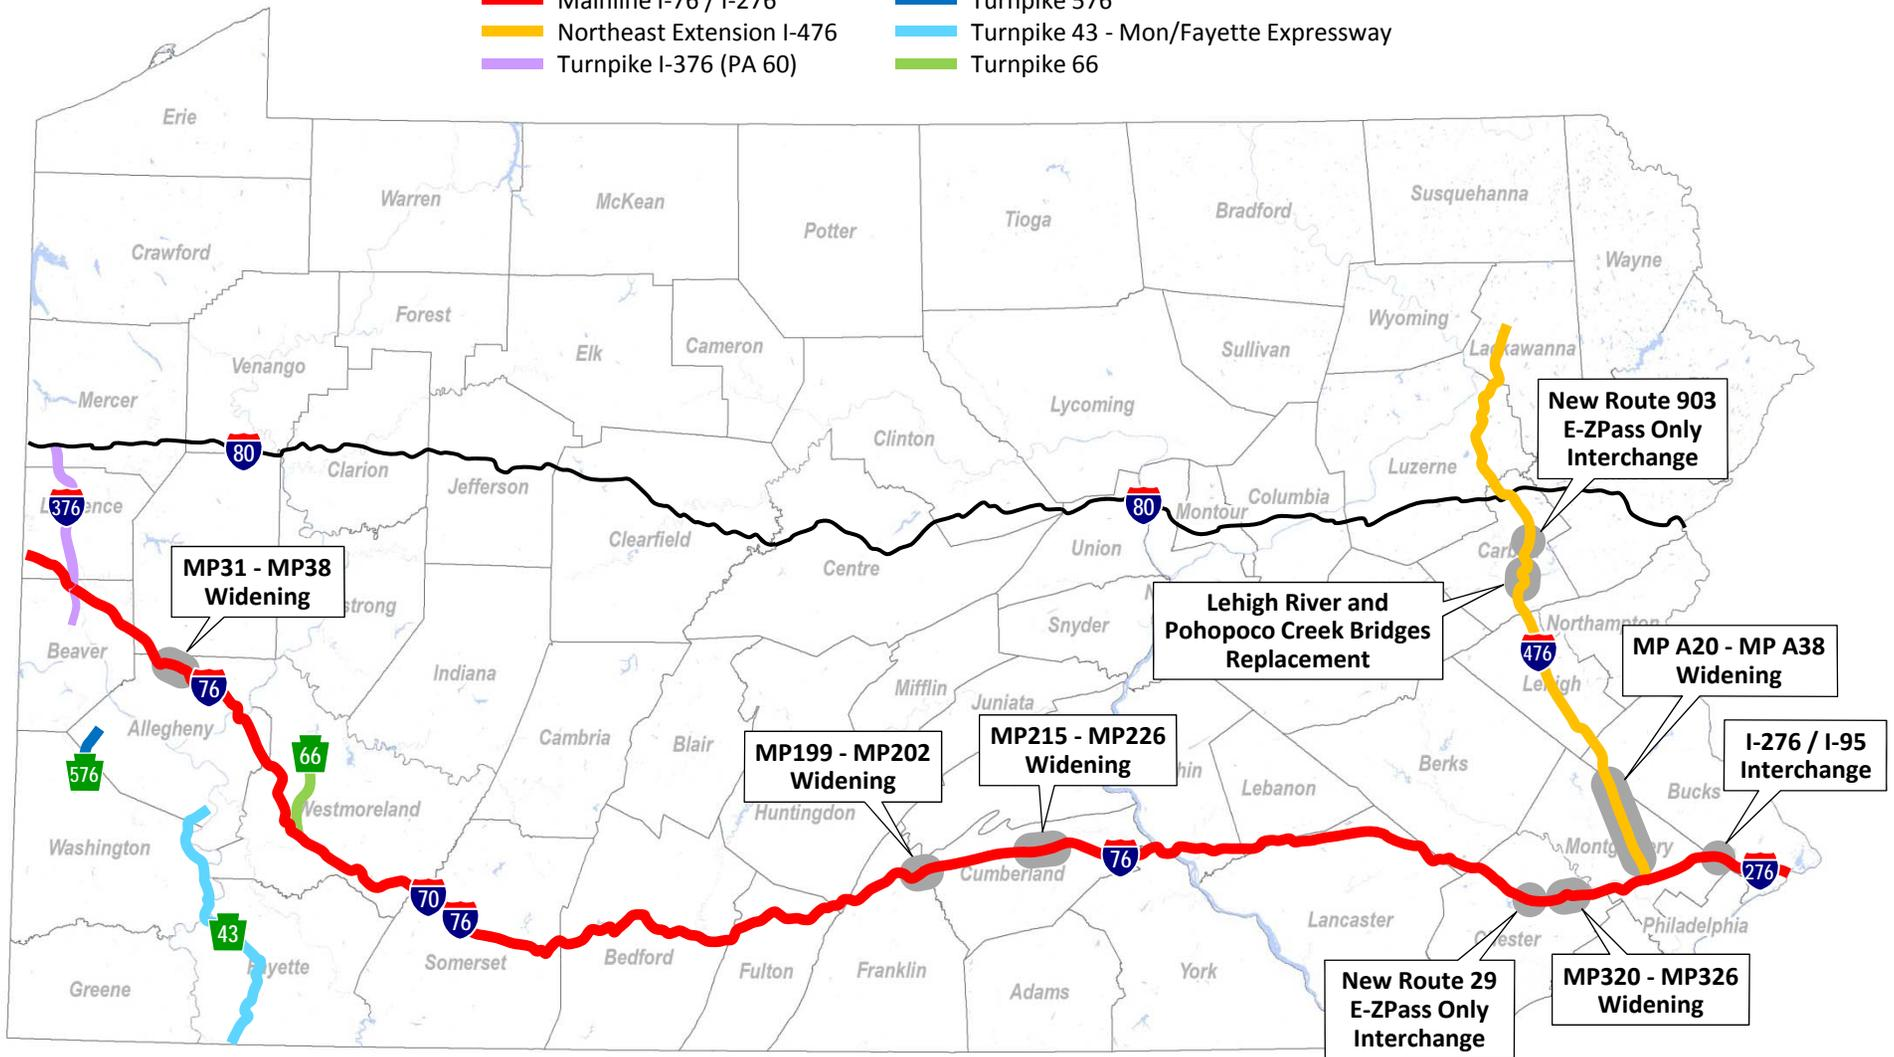 Mainline I-76 / I-276
Turnpike 576
Northeast Extension I-476
Turnpike 43 - Mon/Fayette Expressway
Turnpike I-376 (PA 60)
Turnpike 66
Erie
Warren
McKean
Potter
Tioga
Bradford
Susquehanna
Wayne
Crawford
Forest
Elk
Cameron
Sullivan
Wyoming
Lackawanna
Venango
Mercer
Lycoming
New Route 903
E-ZPass Only
Interchange
Clinton
80
Clarion
Jefferson
Luzerne
Columbia
80
Montour
376
Clearfield
Centre
Union
MP31 - MP38
Widening
strong
Lehigh River and
Pohopoco Creek Bridges
Replacement
Snyder
Northampton
476
MP A20 - MP A38
Widening
Beaver
Indiana
76
Mifflin
Juniata
Lehigh
Allegheny
576
66
Cambria
Blair
MP199 - MP202
Widening
MP215 - MP226
Widening
hin
Lebanon
Berks
I-276 / I-95
Interchange
Bucks
Westmoreland
Huntingdon
Washington
Cumberland
76
Montgomery
276
70
76
43
Lancaster
Chester
Philadelphia
Fayette
Somerset
Bedford
Fulton
Franklin
Adams
York
Greene
New Route 29
E-ZPass Only
Interchange
MP320 - MP326
Widening